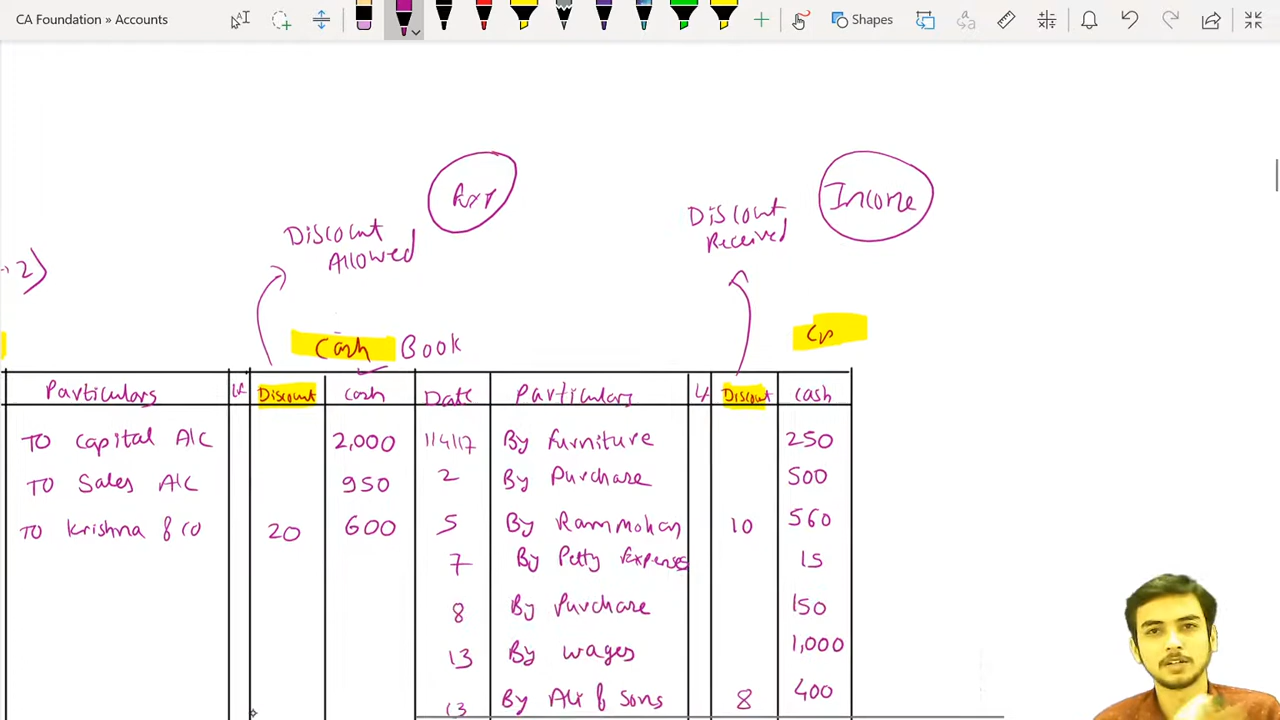 CA Foundation » Accounts
Shapes
Exp
Income
Discount
Allowed
Discount
Received
2)
Cash Book
Cr
Particulars Discount cash Date Particulars Discount cash
To Capital A/C 2,000 1/4/17 By furniture 250
To Sales A/C 950 2 By Purchase 500
To Krishna & co 20 600 5 By Rammohan 10 560
7 By Petty Expenses 15
8 By Purchase 150
13 By wages 1,000
13 By Ali & Sons 8 400